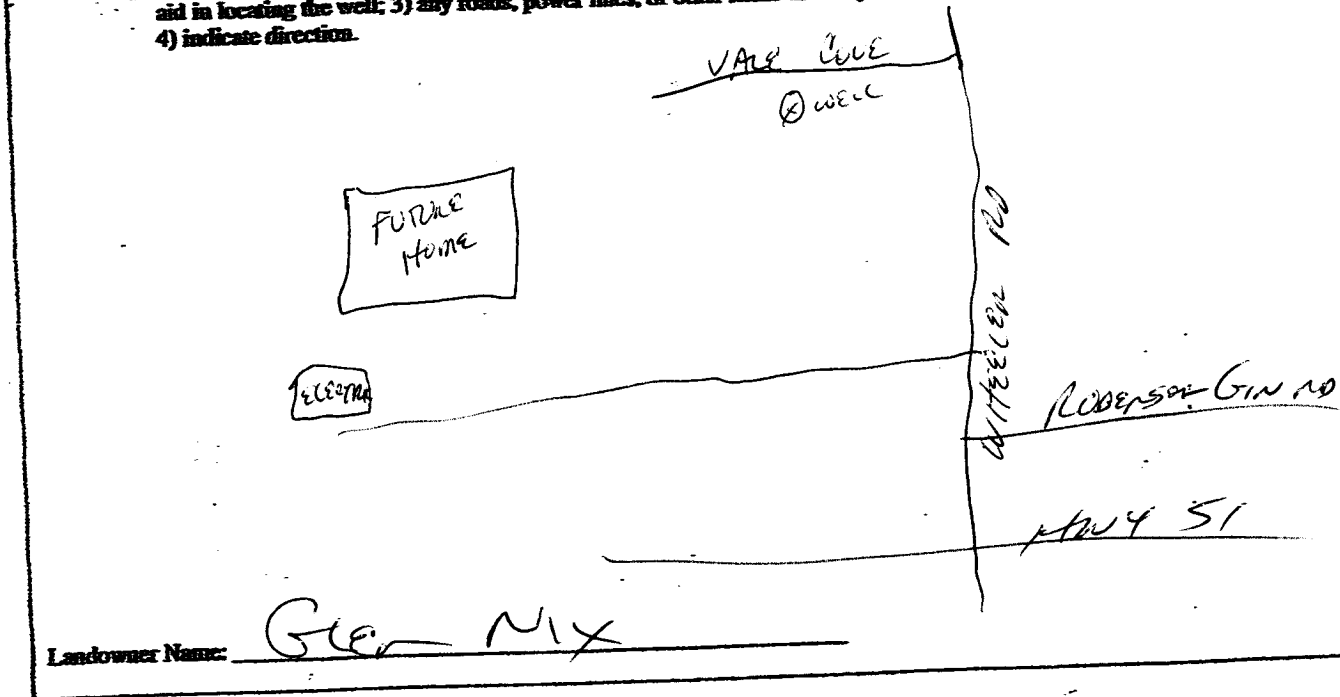 aid in locating the well; 3) any roads, power lines, or
4) indicate direction.
VALE COVE
WELL
FUTURE
HOME
ELECTRIC
WHEELER RD
ROBERSON GIN RD
HWY 51
Landowner Name: Glen Nix